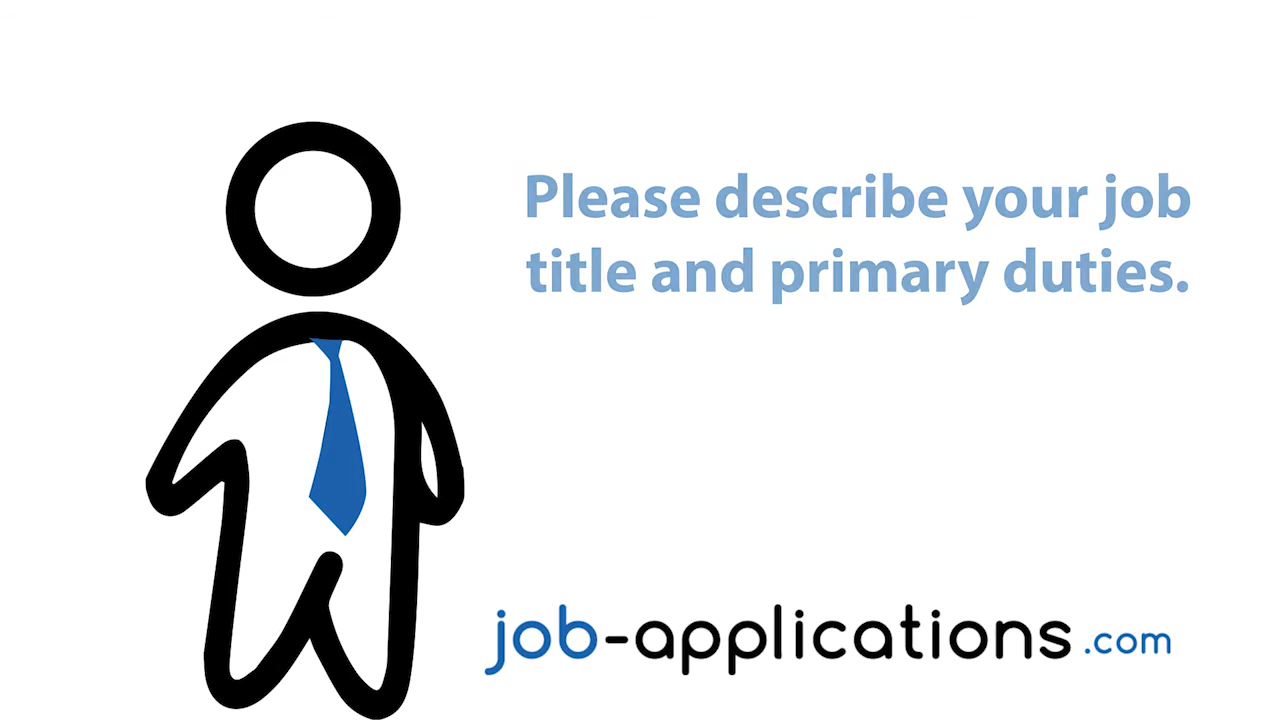 Please describe your job
title and primary duties.
job-applications.com